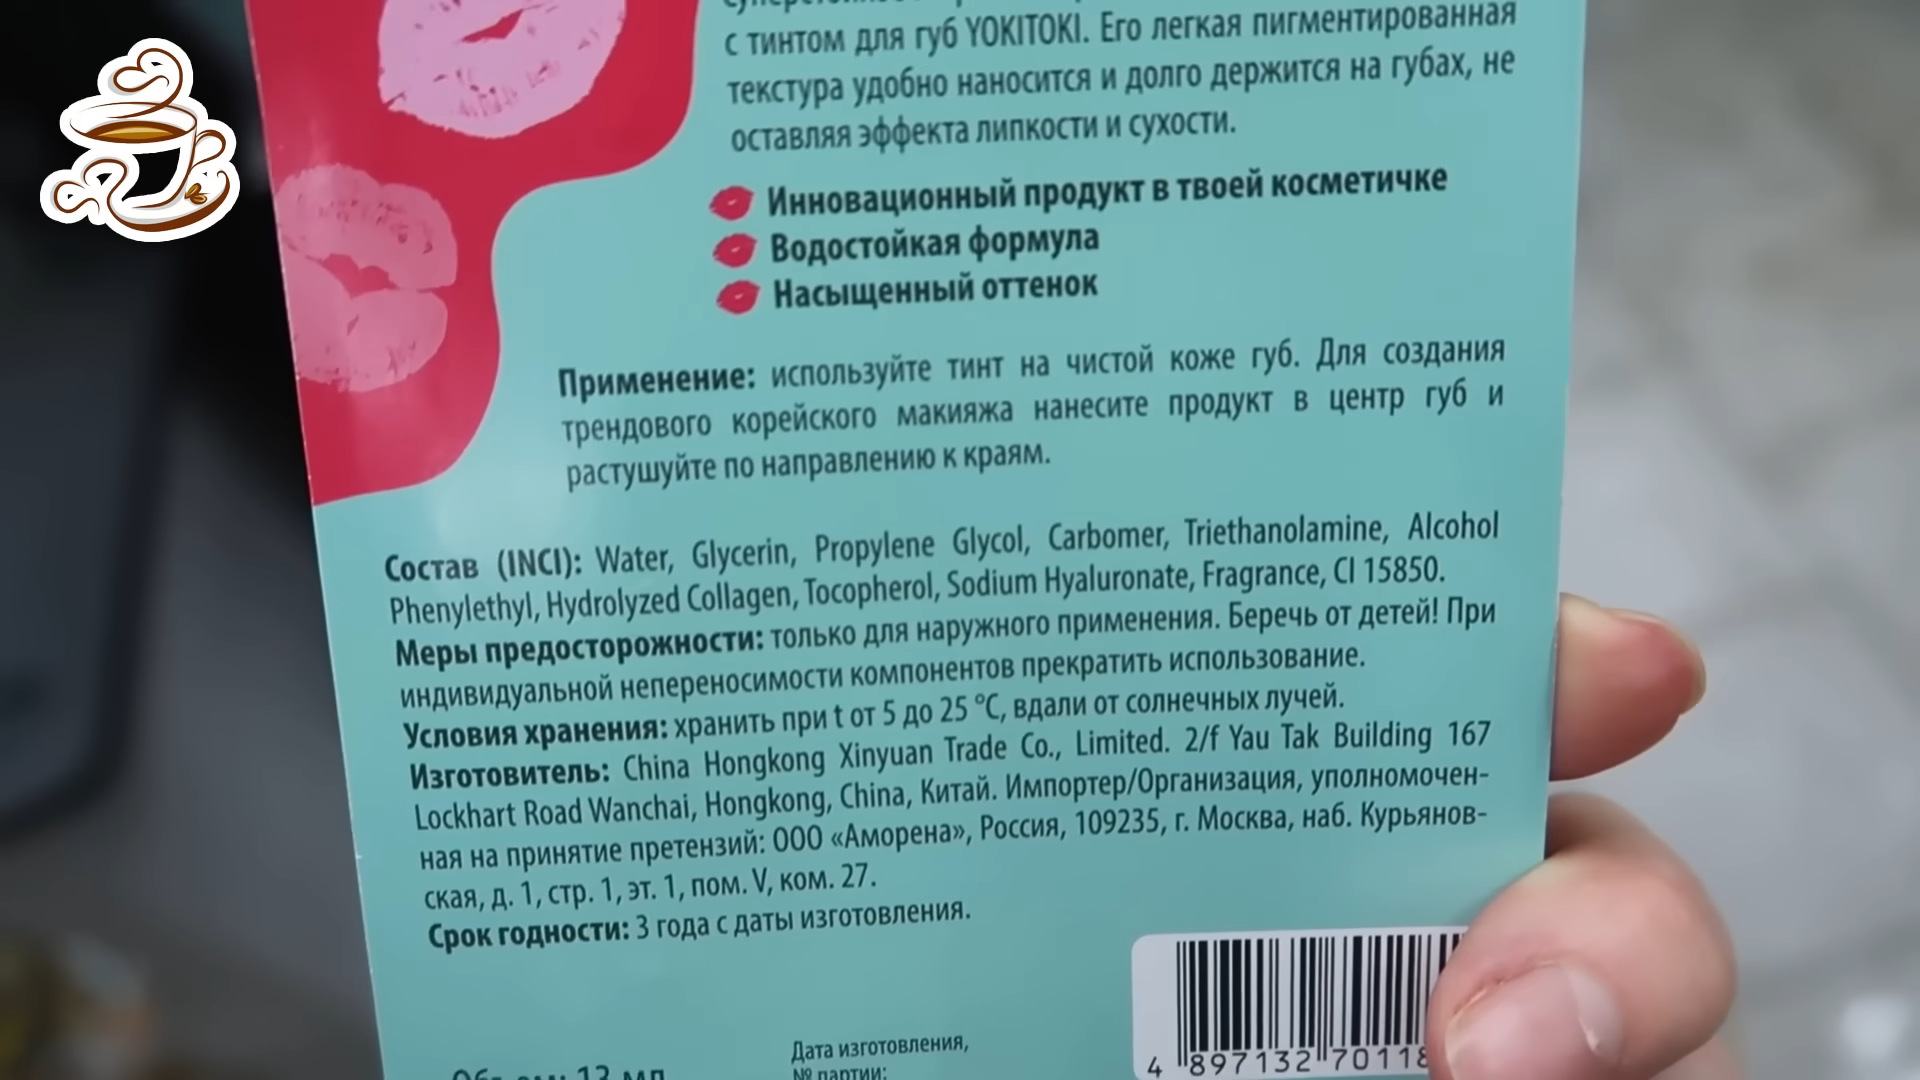 с тинтом для губ YOKITOKI. Его легкая пигментированная
текстура удобно наносится и долго держится на губах, не
оставляя эффекта липкости и сухости.
Инновационный продукт в твоей косметичке
Водостойкая формула
Насыщенный оттенок
Применение: используйте тинт на чистой коже губ. Для создания
трендового корейского макияжа нанесите продукт в центр губ и
растушуйте по направлению к краям.
Состав (INCI): Water, Glycerin, Propylene Glycol, Carbomer, Triethanolamine, Alcohol
Phenylethyl, Hydrolyzed Collagen, Tocopherol, Sodium Hyaluronate, Fragrance, CI 15850.
Меры предосторожности: только для наружного применения. Беречь от детей! При
индивидуальной непереносимости компонентов прекратить использование.
Условия хранения: хранить при t от 5 до 25 °C, вдали от солнечных лучей.
Изготовитель: China Hongkong Xinyuan Trade Co., Limited. 2/f Yau Tak Building 167
Lockhart Road Wanchai, Hongkong, China, Китай. Импортер/Организация, уполномочен-
ная на принятие претензий: ООО «Аморена», Россия, 109235, г. Москва, наб. Курьянов-
ская, д. 1, стр. 1, эт. 1, пом. V, ком. 27.
Срок годности: 3 года с даты изготовления.
Дата изготовления,
№ партии:
4 897132 70118